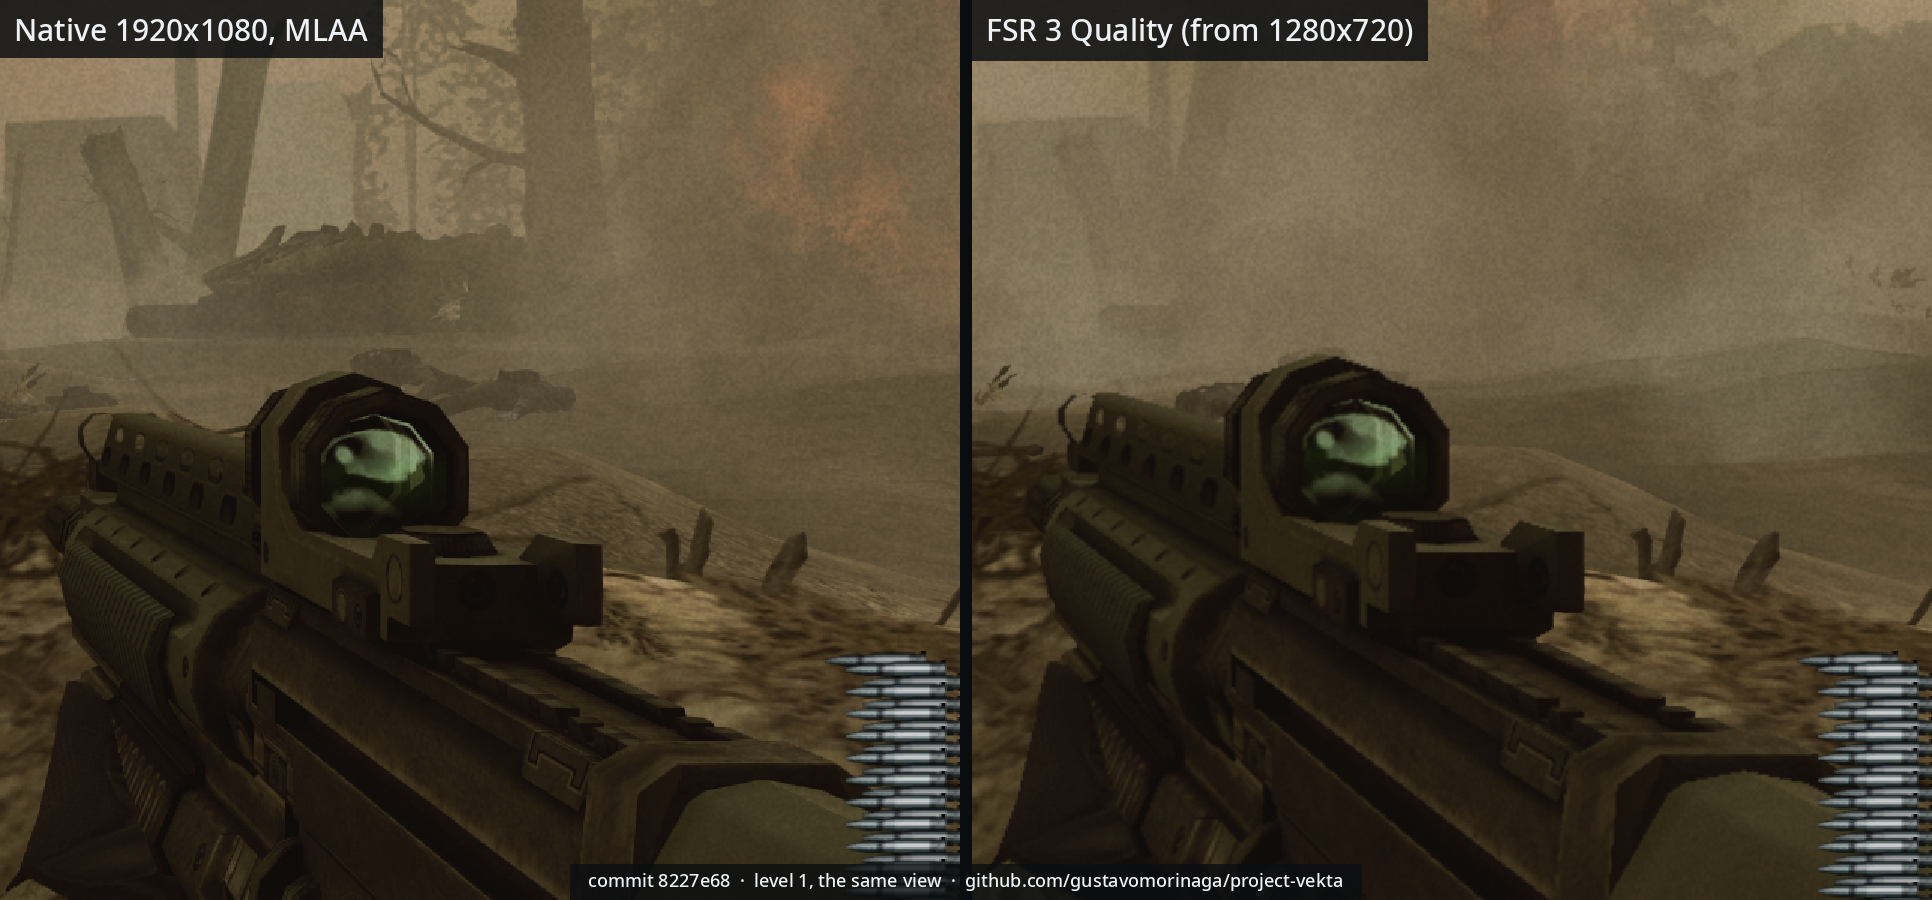 Native 1920x1080, MLAA
FSR 3 Quality (from 1280x720)
commit 8227e68 · level 1, the same view · github.com/gustavomorinaga/project-vekta